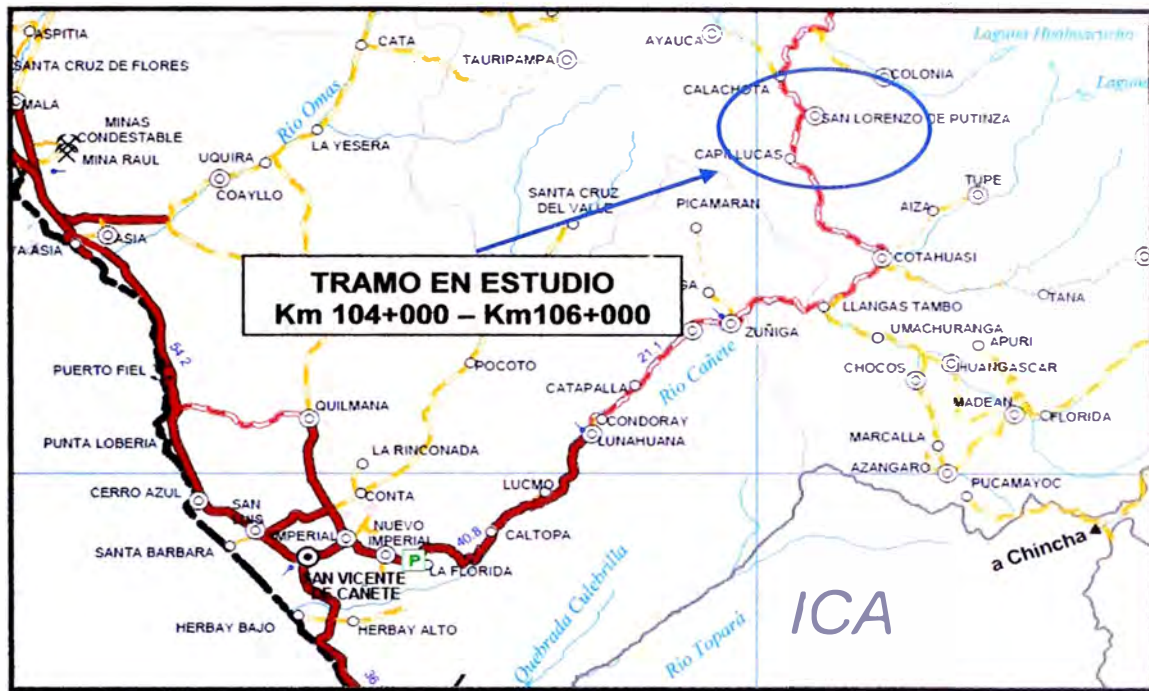 ASPITIA
CATA
AYAUCA
TAURIPAMPA
Laguna Huahuarucho
SANTA CRUZ DE FLORES
COLONIA
Laguna
CALACHOTA
MALA
Rio Omas
SAN LORENZO DE PUTINZA
MINAS
CONDESTABLE
LA YESERA
MINA RAUL
UQUIRA
CAPILLUCAS
COAYLLO
SANTA CRUZ
DEL VALLE
TUPE
PICAMARAN
AIZA
ASIA
ASIA
COTAHUASI
TRAMO EN ESTUDIO
Km 104+000 – Km106+000
TANA
LLANGAS TAMBO
ZUÑIGA
UMACHURANGA
APURI
54.2
21.1
Rio Cañete
POCOTO
CHOCOS
HUANGASCAR
PUERTO FIEL
CATAPALLA
MADEAN
FLORIDA
QUILMANA
CONDORAY
LUNAHUANA
PUNTA LOBERIA
MARCALLA
LA RINCONADA
AZANGARO
CERRO AZUL
CONTA
LUCMO
PUCAMAYOC
SAN
IMPERIAL
NUEVO
IMPERIAL
40.8
CALTOPA
SANTA BARBARA
P
LA FLORIDA
a Chincha
SAN VICENTE
DE CAÑETE
Quebrada Culebrilla
ICA
HERBAY BAJO
HERBAY ALTO
Rio Topará